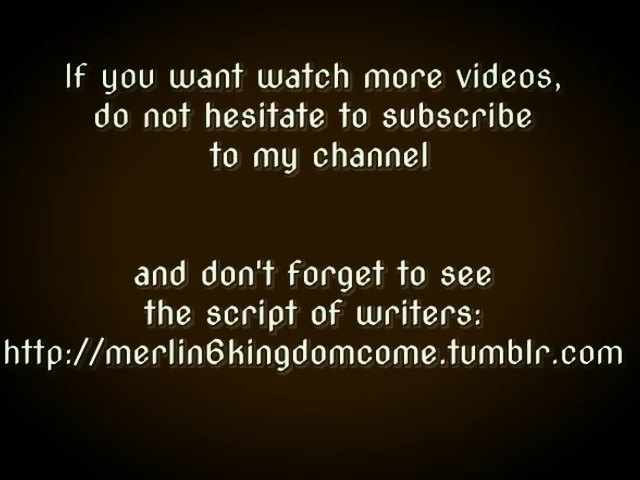 If you want watch more videos,
do not hesitate to subscribe
to my channel
and don't forget to see
the script of writers:
http://merlin6kingdomcome.tumblr.com